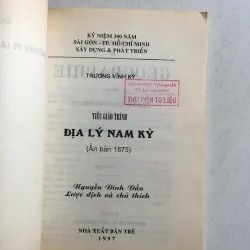 KỶ NIỆM 300 NĂM
SÀI GÒN - TP. HỒ CHÍ MINH
XÂY DỰNG & PHÁT TRIỂN
TRƯƠNG VĨNH KÝ
THƯ VIỆN TƯ LIỆU
TIỂU GIÁO TRÌNH
ĐỊA LÝ NAM KỲ
(Ấn bản 1875)
Nguyễn Đình Đầu
Lược dịch và chú thích
NHÀ XUẤT BẢN TRẺ
1997